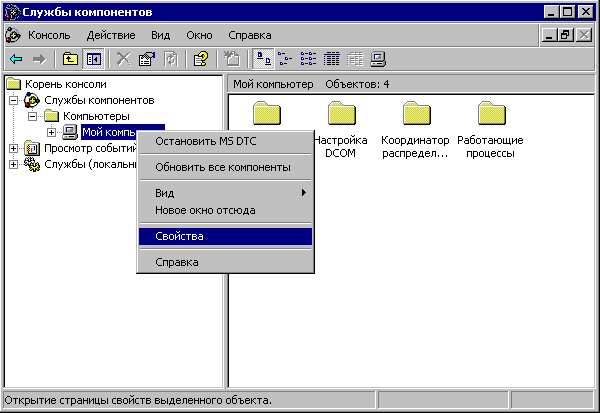 Службы компонентов
Консоль Действие Вид Окно Справка
Корень консоли
Службы компонентов
Компьютеры
Мой компь
Просмотр событий
Службы (локальны
Мой компьютер Объектов: 4
Настройка DCOM
Координатор распредел...
Работающие процессы
Остановить MS DTC
Обновить все компоненты
Вид
Новое окно отсюда
Свойства
Справка
Открытие страницы свойств выделенного объекта.